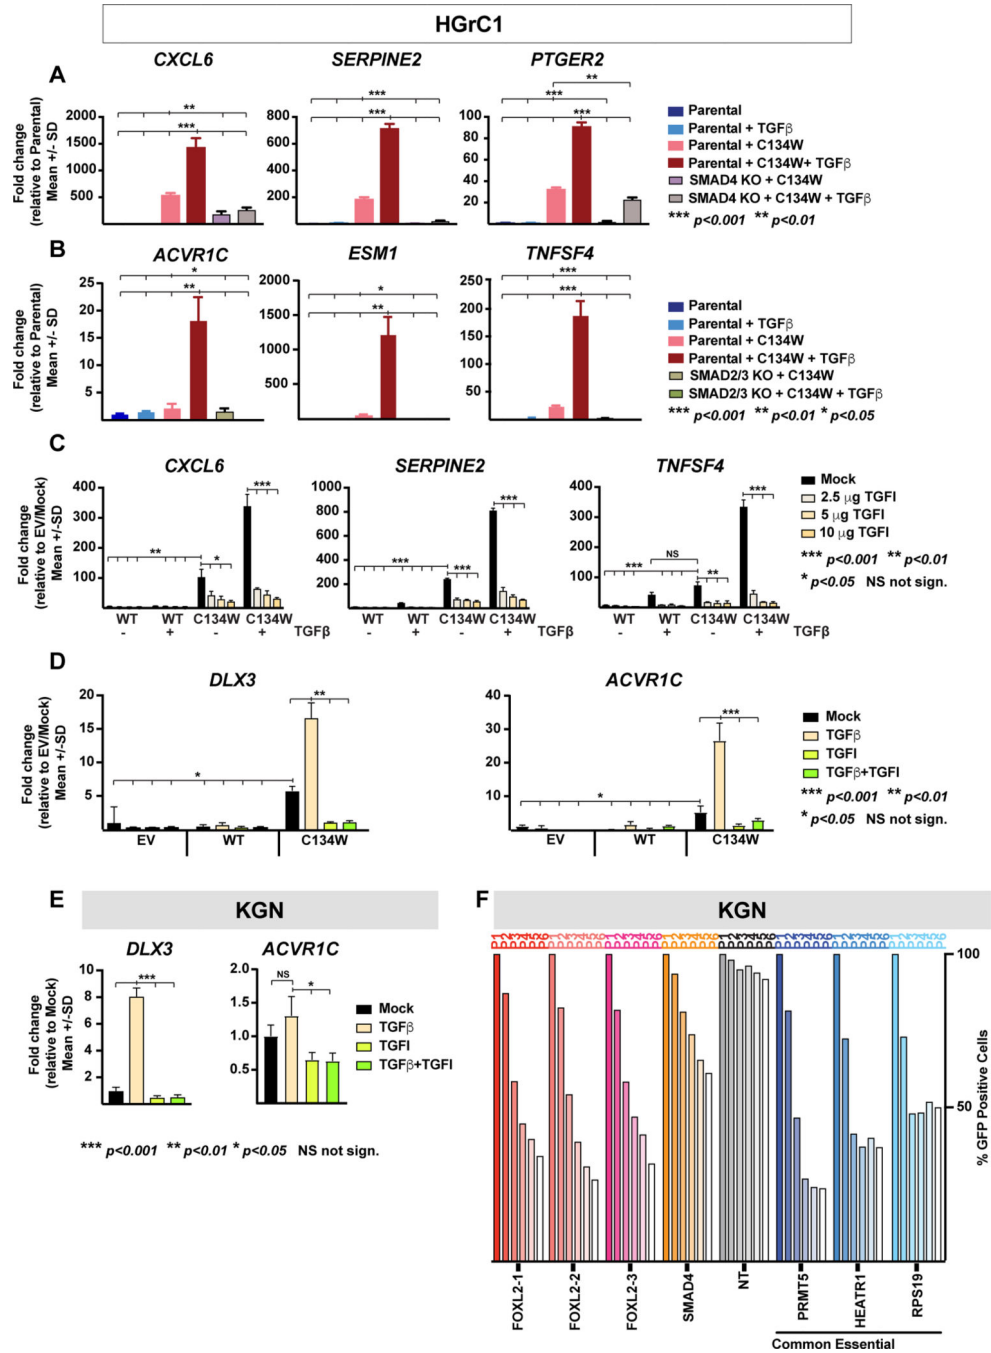 HGrC1
A
CXCL6
SERPINE2
PTGER2
Fold change
(relative to Parental)
Mean +/- SD
2000
1500
1000
500
***
**
800
600
400
200
***
***
100
80
60
40
20
***
***
**
Parental
Parental + TGFβ
Parental + C134W
Parental + C134W+ TGFβ
SMAD4 KO + C134W
SMAD4 KO + C134W + TGFβ
*** p<0.001 ** p<0.01
B
ACVR1C
ESM1
TNFSF4
Fold change
(relative to Parental)
Mean +/- SD
25
20
15
10
5
*
**
2000
1500
1000
500
*
**
250
200
150
100
50
***
***
Parental
Parental + TGFβ
Parental + C134W
Parental + C134W + TGFβ
SMAD2/3 KO + C134W
SMAD2/3 KO + C134W + TGFβ
*** p<0.001 ** p<0.01 * p<0.05
C
CXCL6
SERPINE2
TNFSF4
Fold change
(relative to EV/Mock)
Mean +/-SD
400
300
200
100
**
*
***
WT WT C134W C134W
- + - + TGFβ
1000
800
600
400
200
***
***
***
WT WT C134W C134W
- + - +
400
300
200
100
***
NS
**
***
WT WT C134W C134W
- + - + TGFβ
Mock
2.5 μg TGFI
5 μg TGFI
10 μg TGFI
*** p<0.001 ** p<0.01
* p<0.05 NS not sign.
D
DLX3
ACVR1C
Fold change
(relative to EV/Mock)
Mean +/-SD
20
15
10
5
*
**
EV WT C134W
40
30
20
10
*
***
EV WT C134W
Mock
TGFβ
TGFI
TGFβ+TGFI
*** p<0.001 ** p<0.01
* p<0.05 NS not sign.
E
KGN
DLX3
ACVR1C
Fold change
(relative to Mock)
Mean +/-SD
10
8
6
4
2
***
2.0
1.5
1.0
0.5
NS
*
Mock
TGFβ
TGFI
TGFβ+TGFI
*** p<0.001 ** p<0.01 * p<0.05 NS not sign.
F
KGN
100
50
% GFP Positive Cells
FOXL2-1
FOXL2-2
FOXL2-3
SMAD4
NT
PRMT5
HEATR1
RPS19
Common Essential